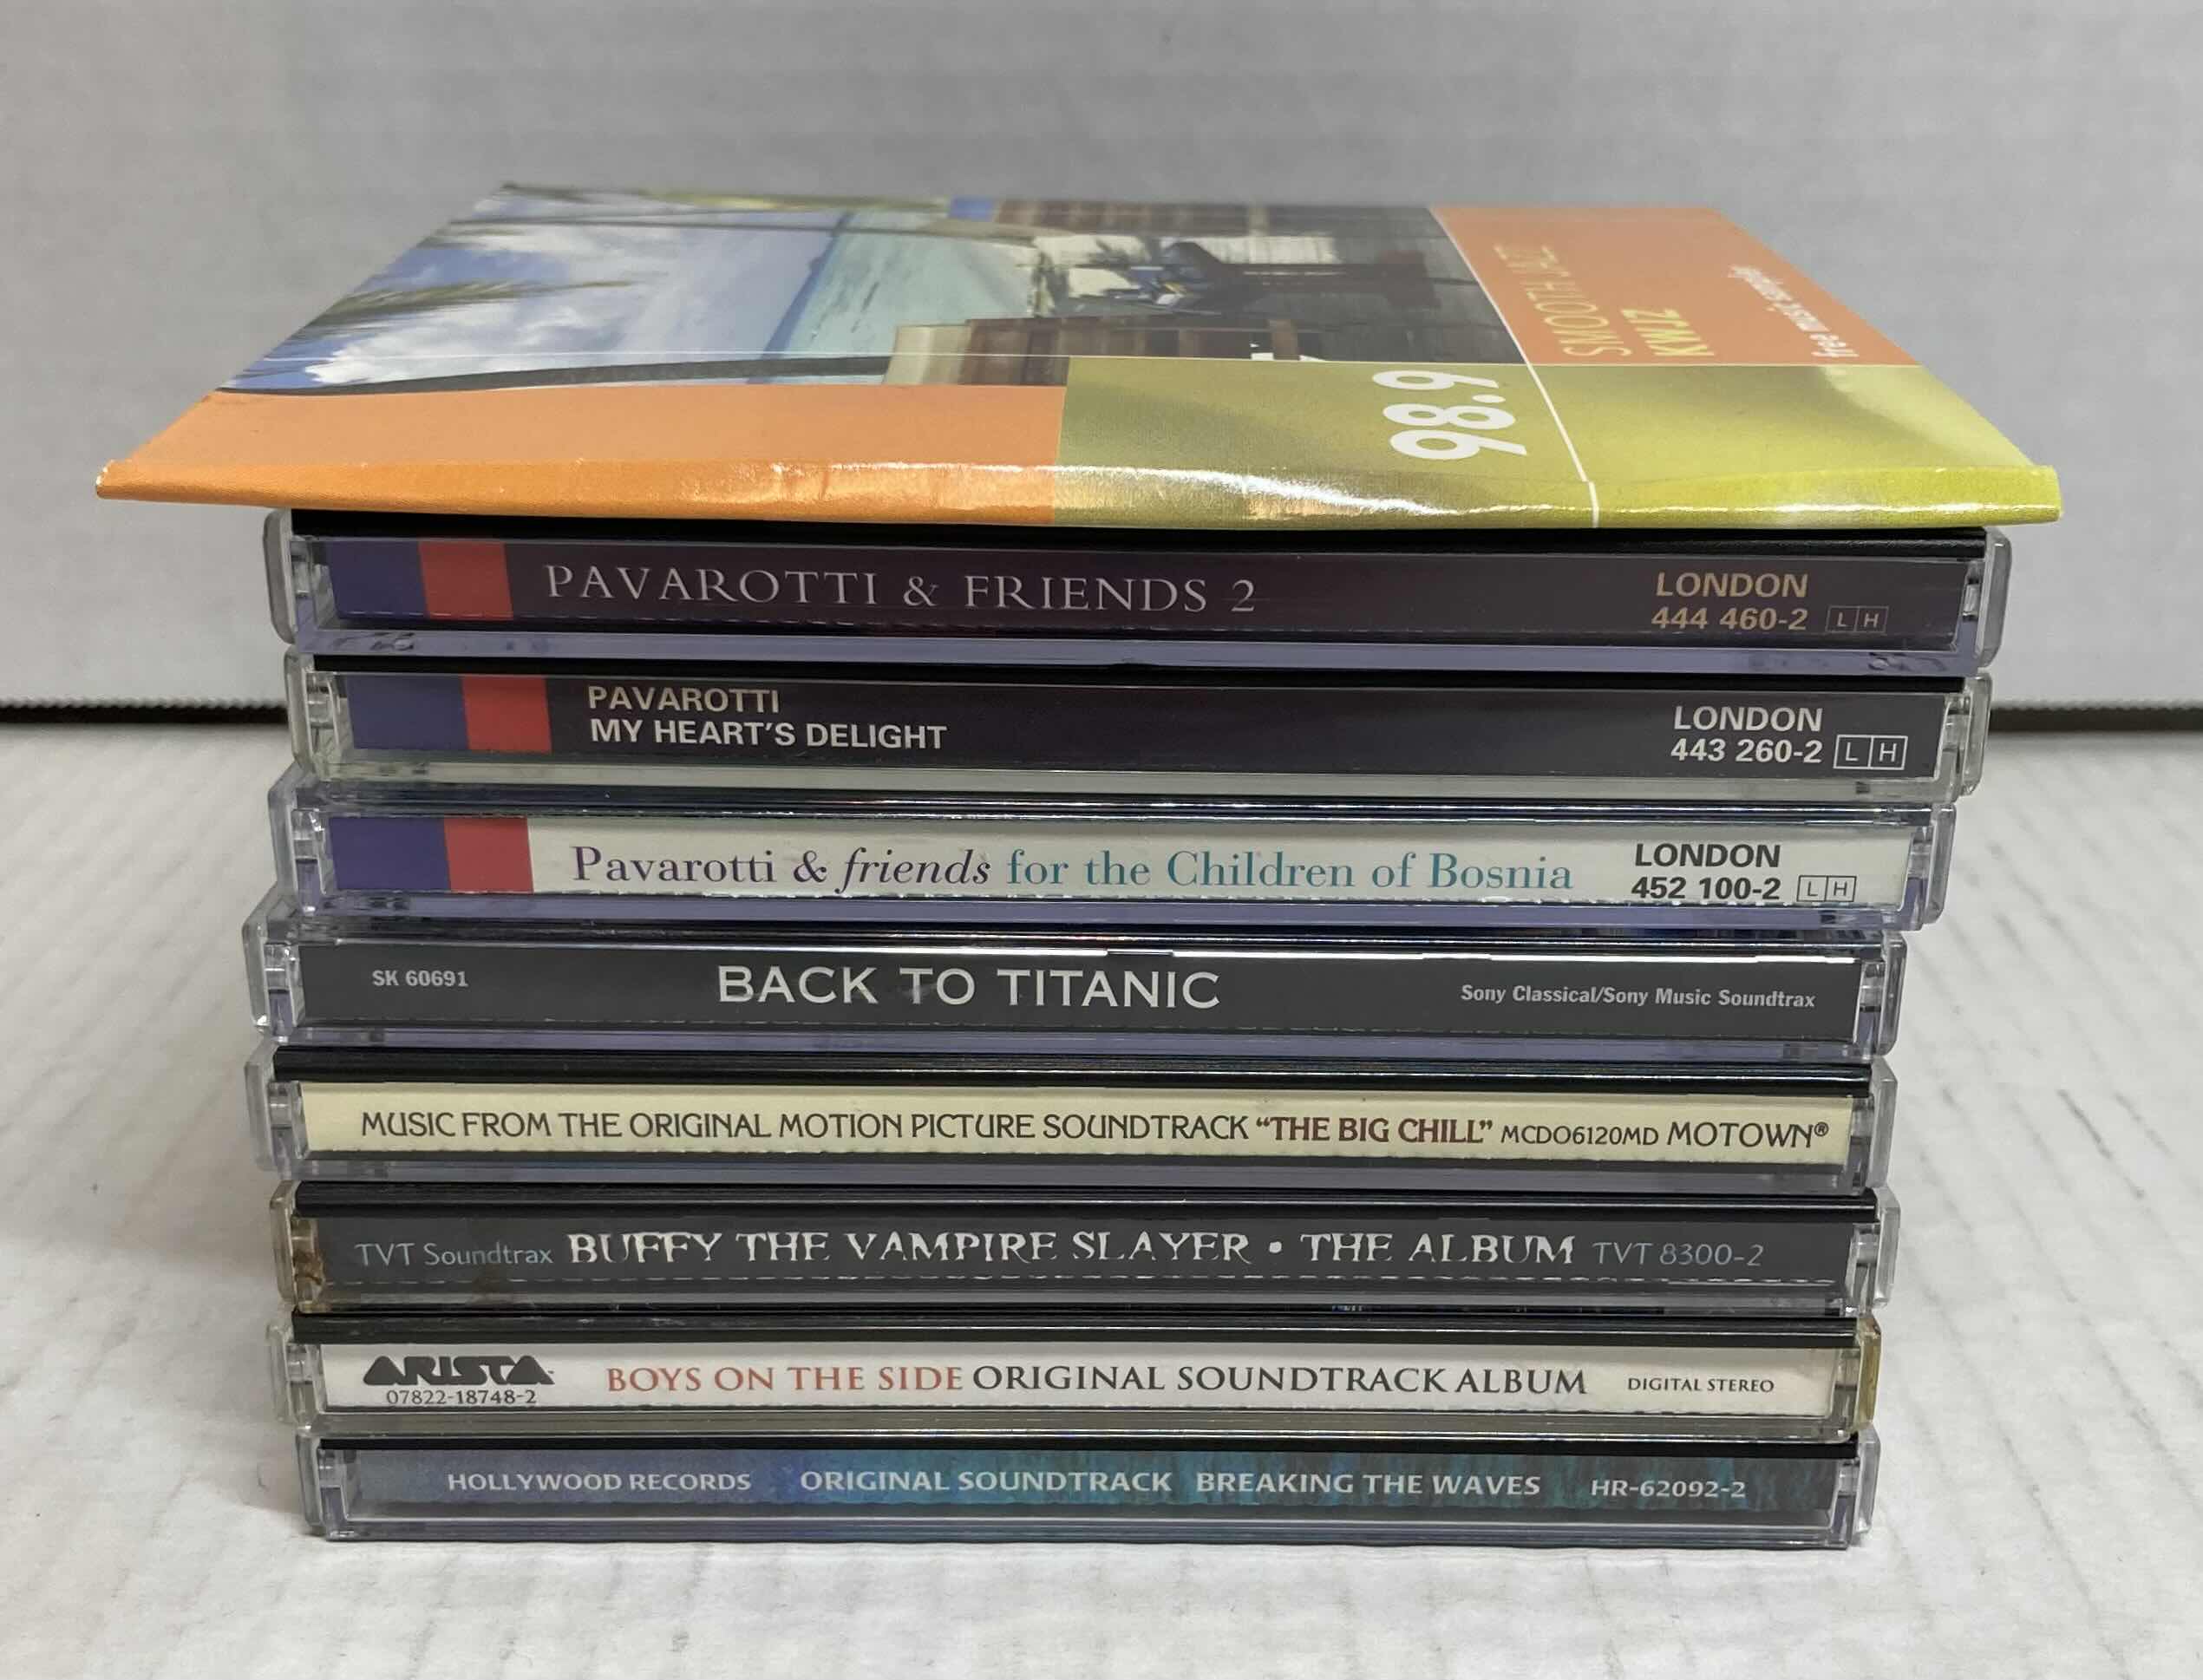 free music sampler
KWJZ
SMOOTH JAZZ
98.9
PAVAROTTI & FRIENDS 2
LONDON
444 460-2 L H
PAVAROTTI
MY HEART'S DELIGHT
LONDON
443 260-2 L H
Pavarotti & friends for the Children of Bosnia
LONDON
452 100-2 L H
SK 60691 BACK TO TITANIC Sony Classical/Sony Music Soundtrax
MUSIC FROM THE ORIGINAL MOTION PICTURE SOUNDTRACK “THE BIG CHILL” MCDO6120MD MOTOWN®
TVT Soundtrax BUFFY THE VAMPIRE SLAYER • THE ALBUM TVT 8300-2
ARISTA
07822-18748-2
BOYS ON THE SIDE ORIGINAL SOUNDTRACK ALBUM DIGITAL STEREO
HOLLYWOOD RECORDS ORIGINAL SOUNDTRACK BREAKING THE WAVES HR-62092-2